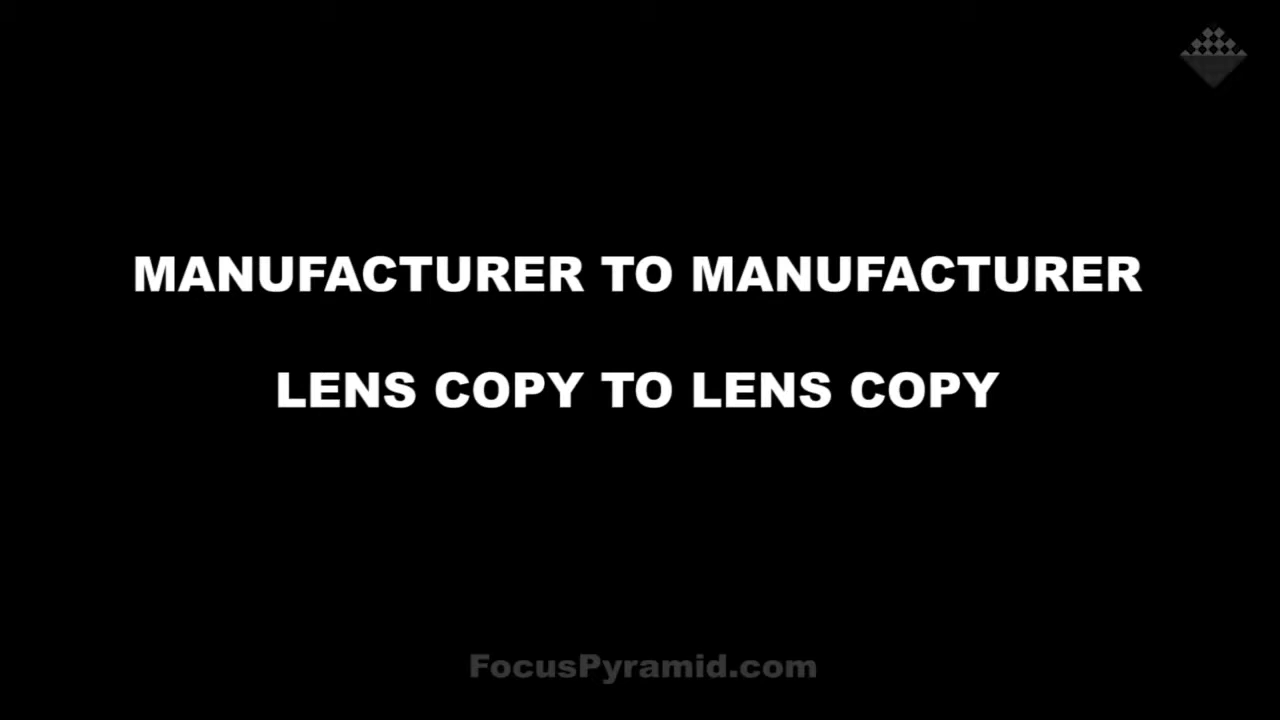 MANUFACTURER TO MANUFACTURER
LENS COPY TO LENS COPY
FocusPyramid.com